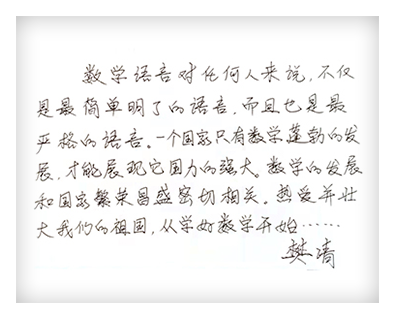 数学语言对任何人来说，不仅
是最简单明了的语言，而且也是最
严格的语言。一个国家只有数学蓬勃的发
展，才能展现它国力的强大。数学的发展
和国家繁荣昌盛密切相关。热爱并壮
大我们的祖国，从学好数学开始……
樊清